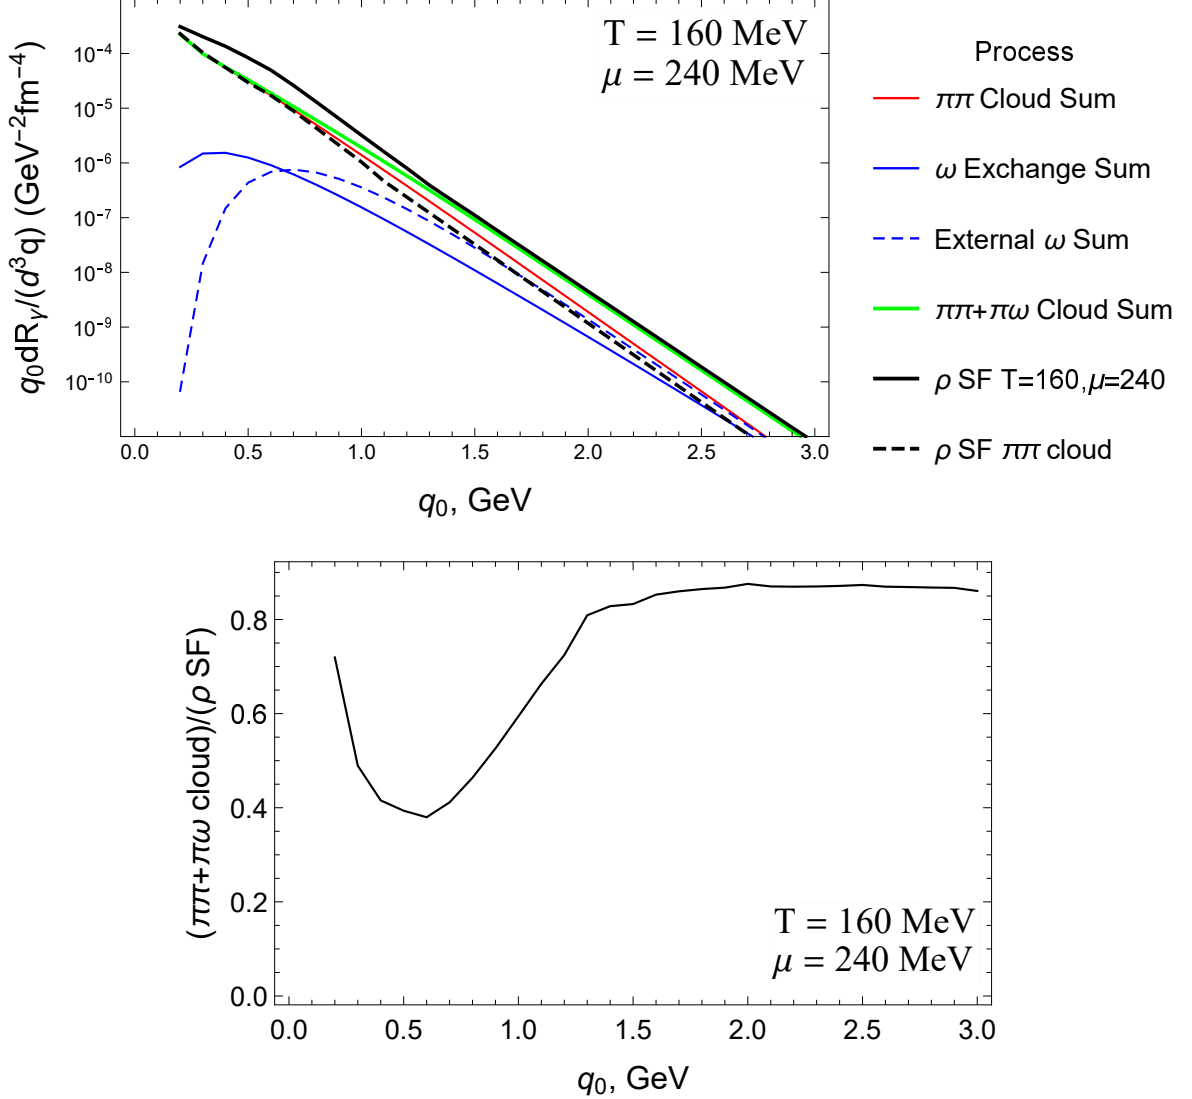 T = 160 MeV
μ = 240 MeV
q₀dRᵧ/(d³q) (GeV⁻²fm⁻⁴)
10⁻⁴
10⁻⁵
10⁻⁶
10⁻⁷
10⁻⁸
10⁻⁹
10⁻¹⁰
0.0 0.5 1.0 1.5 2.0 2.5 3.0
q₀, GeV
Process
ππ Cloud Sum
ω Exchange Sum
External ω Sum
ππ+πω Cloud Sum
ρ SF T=160,μ=240
ρ SF ππ cloud
(ππ+πω cloud)/(ρ SF)
0.8
0.6
0.4
0.2
0.0
T = 160 MeV
μ = 240 MeV
0.0 0.5 1.0 1.5 2.0 2.5 3.0
q₀, GeV